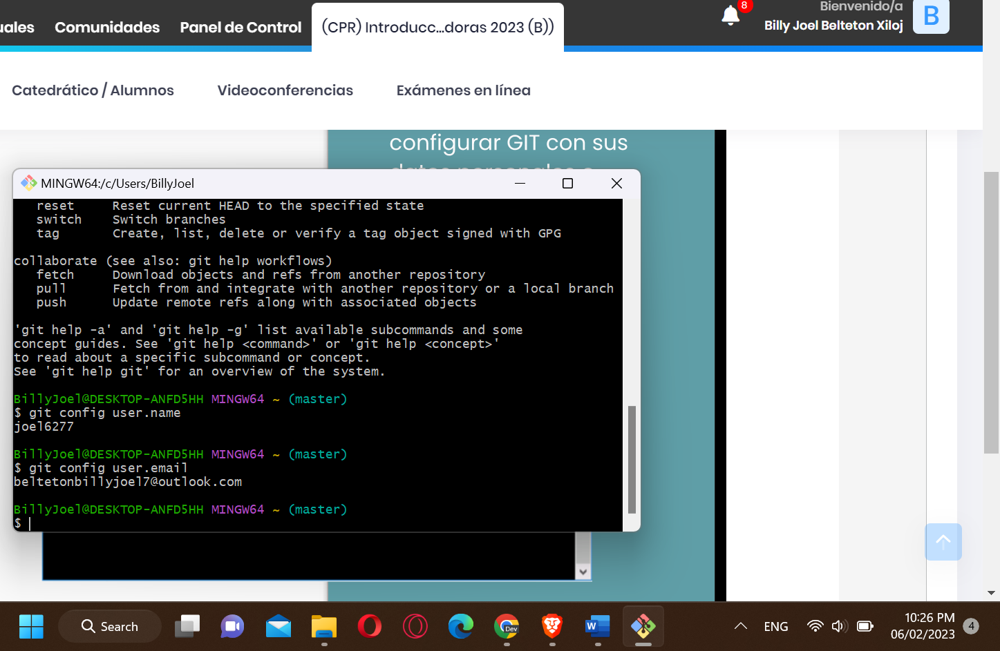 uales Comunidades Panel de Control (CPR) Introducc...doras 2023 (B)) 8 Bienvenido/a
Billy Joel Belteton Xiloj B
Catedrático / Alumnos Videoconferencias Exámenes en línea
configurar GIT con sus
MINGW64:/c/Users/BillyJoel
reset Reset current HEAD to the specified state
switch Switch branches
tag Create, list, delete or verify a tag object signed with GPG
collaborate (see also: git help workflows)
fetch Download objects and refs from another repository
pull Fetch from and integrate with another repository or a local branch
push Update remote refs along with associated objects
'git help -a' and 'git help -g' list available subcommands and some
concept guides. See 'git help <command>' or 'git help <concept>'
to read about a specific subcommand or concept.
See 'git help git' for an overview of the system.
BillyJoel@DESKTOP-ANFD5HH MINGW64 ~ (master)
$ git config user.name
joel6277
BillyJoel@DESKTOP-ANFD5HH MINGW64 ~ (master)
$ git config user.email
beltetonbillyjoel7@outlook.com
BillyJoel@DESKTOP-ANFD5HH MINGW64 ~ (master)
$
Search Dev W ENG 10:26 PM 4
06/02/2023